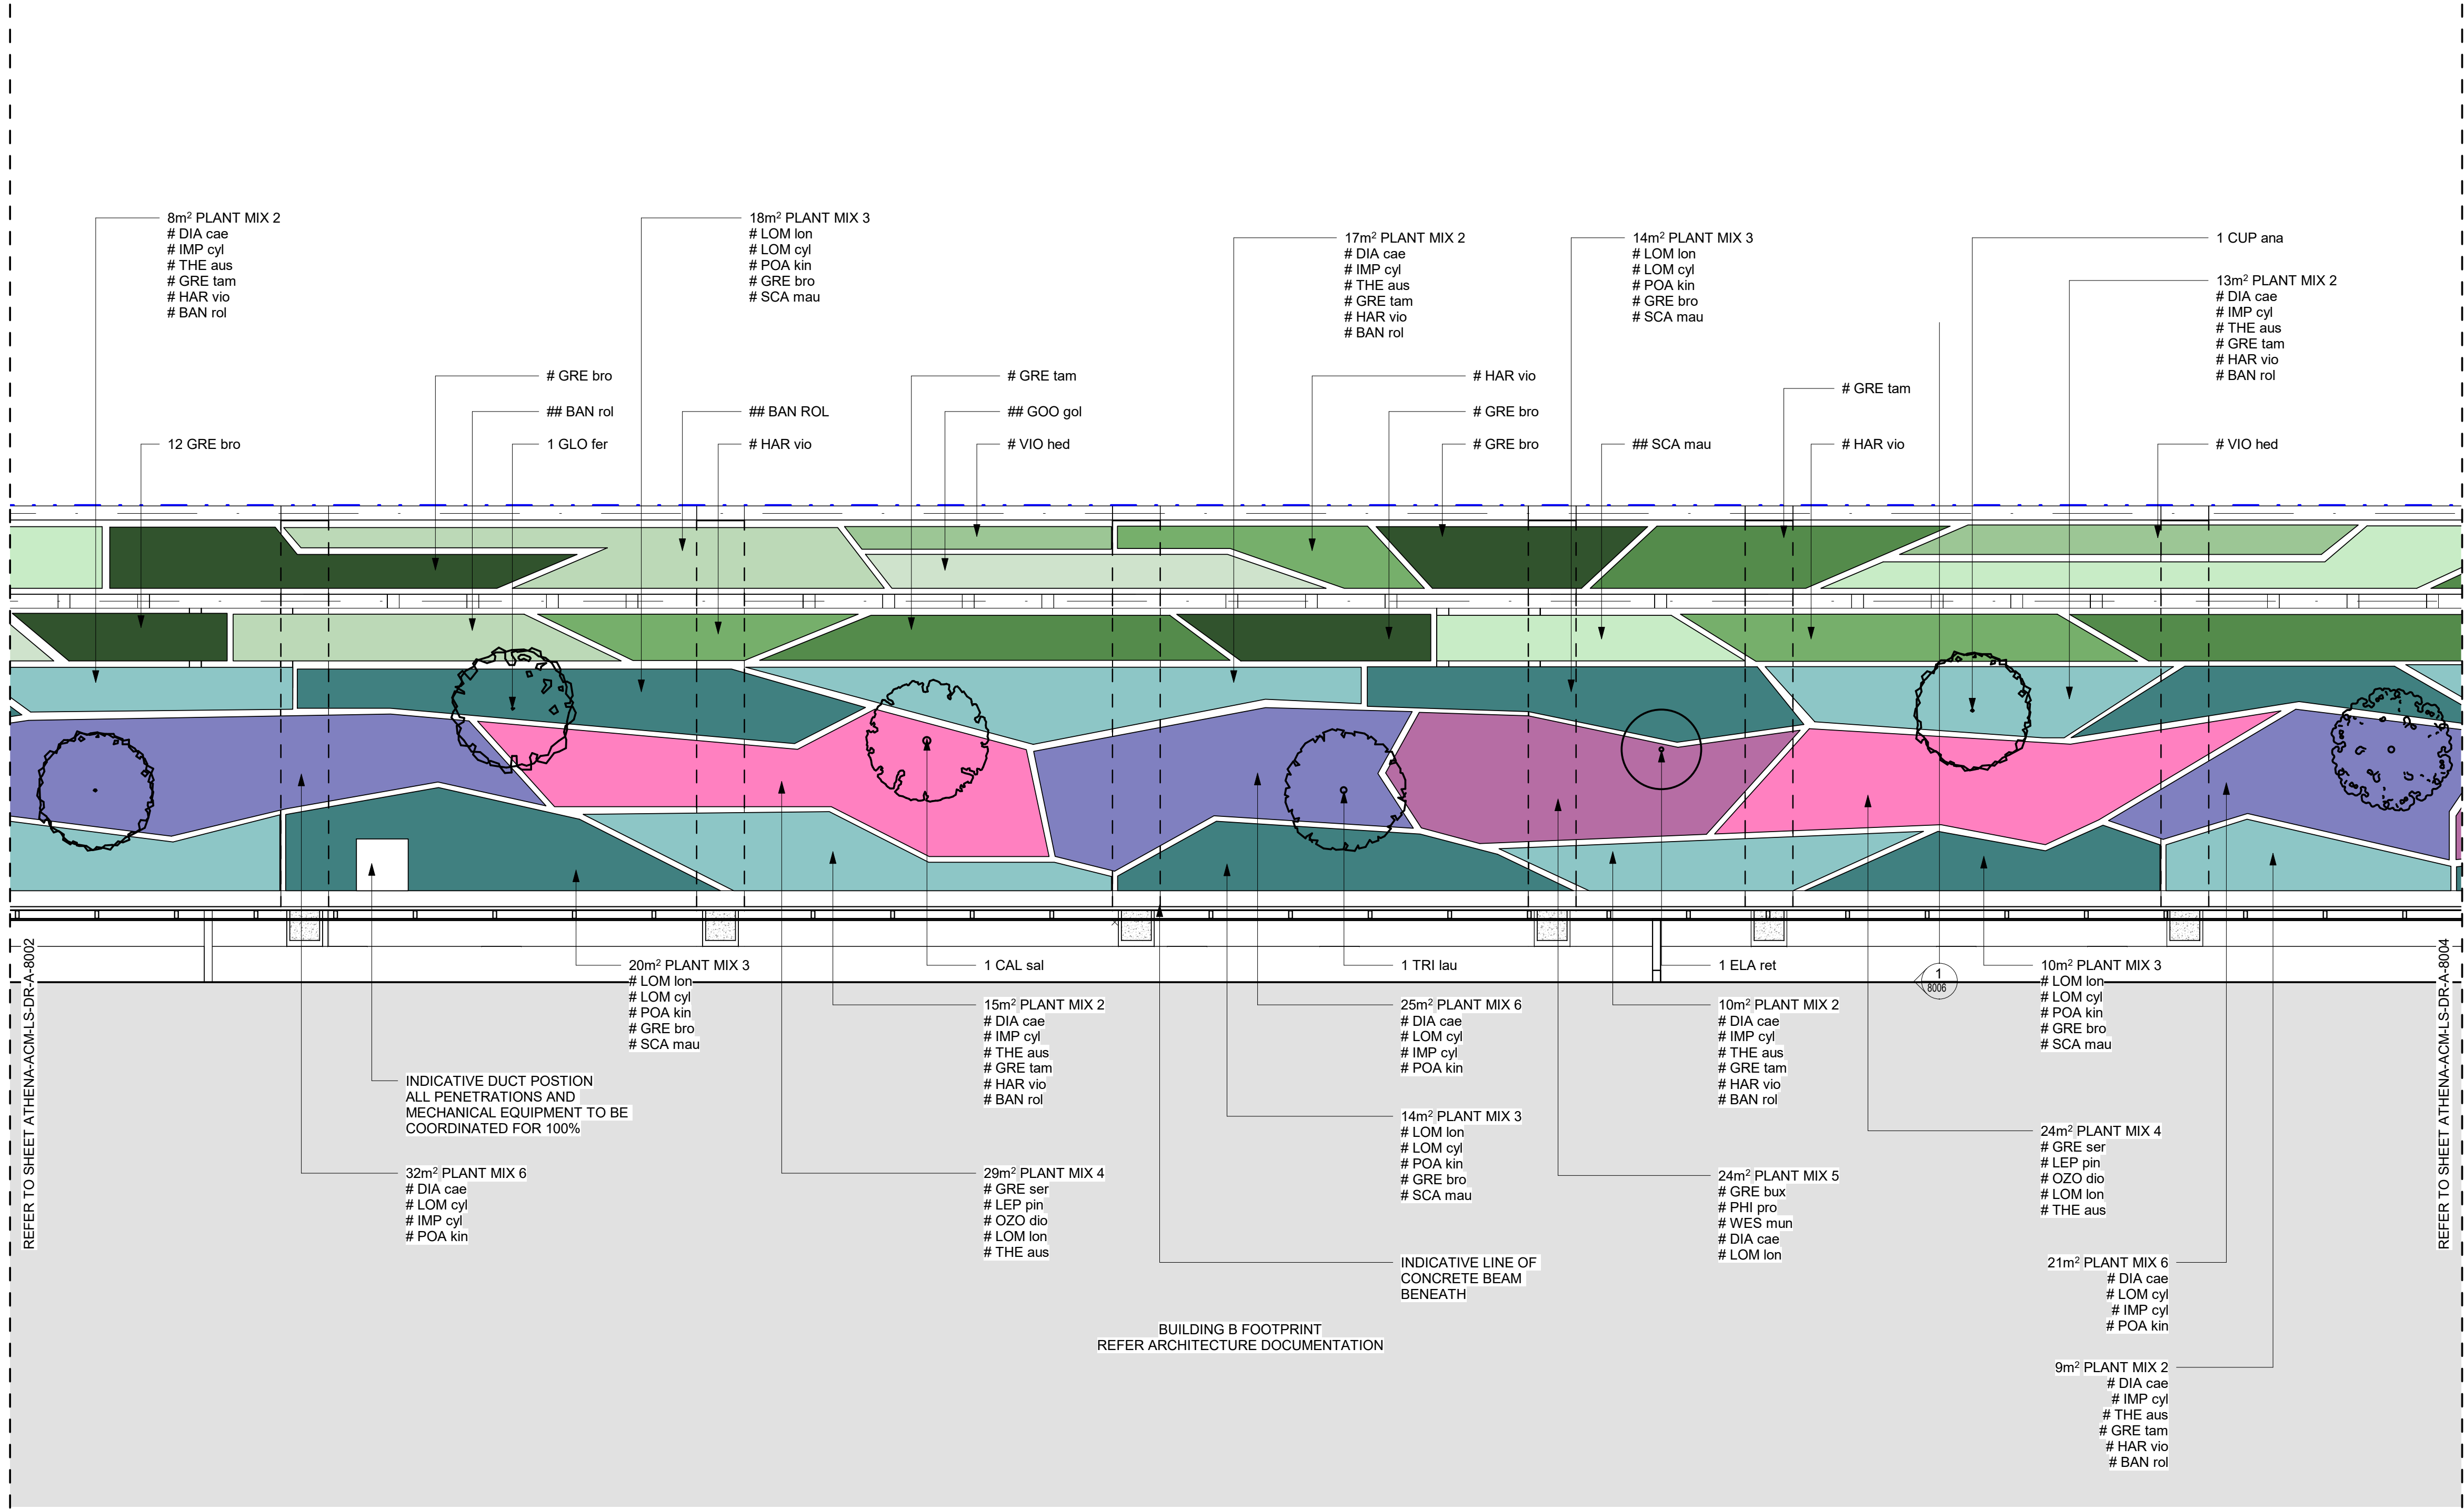 8m² PLANT MIX 2
# DIA cae
# IMP cyl
# THE aus
# GRE tam
# HAR vio
# BAN rol
18m² PLANT MIX 3
# LOM lon
# LOM cyl
# POA kin
# GRE bro
# SCA mau
17m² PLANT MIX 2
# DIA cae
# IMP cyl
# THE aus
# GRE tam
# HAR vio
# BAN rol
14m² PLANT MIX 3
# LOM lon
# LOM cyl
# POA kin
# GRE bro
# SCA mau
1 CUP ana
13m² PLANT MIX 2
# DIA cae
# IMP cyl
# THE aus
# GRE tam
# HAR vio
# BAN rol
# GRE bro
## BAN rol
12 GRE bro
1 GLO fer
## BAN ROL
# HAR vio
# GRE tam
## GOO gol
# VIO hed
# HAR vio
# GRE bro
# GRE bro
## SCA mau
# GRE tam
# HAR vio
# VIO hed
REFER TO SHEET ATHENA-ACM-LS-DR-A-8002
20m² PLANT MIX 3
# LOM lon
# LOM cyl
# POA kin
# GRE bro
# SCA mau
INDICATIVE DUCT POSTION
ALL PENETRATIONS AND
MECHANICAL EQUIPMENT TO BE
COORDINATED FOR 100%
32m² PLANT MIX 6
# DIA cae
# LOM cyl
# IMP cyl
# POA kin
1 CAL sal
15m² PLANT MIX 2
# DIA cae
# IMP cyl
# THE aus
# GRE tam
# HAR vio
# BAN rol
29m² PLANT MIX 4
# GRE ser
# LEP pin
# OZO dio
# LOM lon
# THE aus
1 TRI lau
25m² PLANT MIX 6
# DIA cae
# LOM cyl
# IMP cyl
# POA kin
14m² PLANT MIX 3
# LOM lon
# LOM cyl
# POA kin
# GRE bro
# SCA mau
INDICATIVE LINE OF
CONCRETE BEAM
BENEATH
1 ELA ret
10m² PLANT MIX 2
# DIA cae
# IMP cyl
# THE aus
# GRE tam
# HAR vio
# BAN rol
24m² PLANT MIX 5
# GRE bux
# PHI pro
# WES mun
# DIA cae
# LOM lon
1
8006
10m² PLANT MIX 3
# LOM lon
# LOM cyl
# POA kin
# GRE bro
# SCA mau
24m² PLANT MIX 4
# GRE ser
# LEP pin
# OZO dio
# LOM lon
# THE aus
21m² PLANT MIX 6
# DIA cae
# LOM cyl
# IMP cyl
# POA kin
9m² PLANT MIX 2
# DIA cae
# IMP cyl
# THE aus
# GRE tam
# HAR vio
# BAN rol
BUILDING B FOOTPRINT
REFER ARCHITECTURE DOCUMENTATION
REFER TO SHEET ATHENA-ACM-LS-DR-A-8004